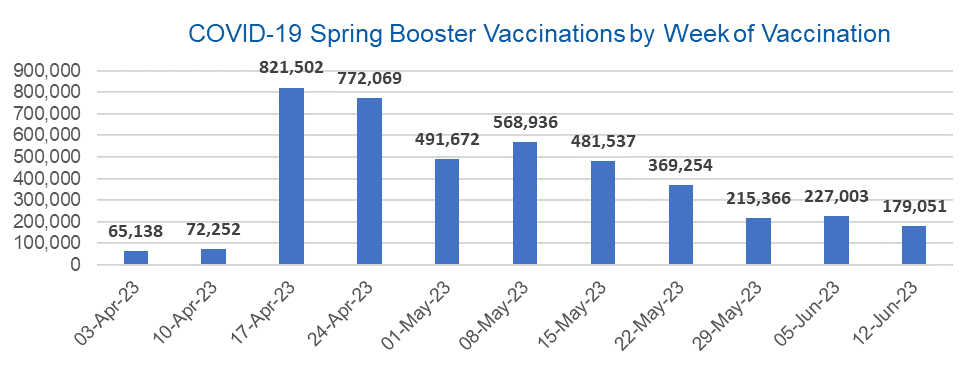 COVID-19 Spring Booster Vaccinations by Week of Vaccination
900,000
800,000
700,000
600,000
500,000
400,000
300,000
200,000
100,000
0
65,138
72,252
821,502
772,069
491,672
568,936
481,537
369,254
215,366
227,003
179,051
03-Apr-23
10-Apr-23
17-Apr-23
24-Apr-23
01-May-23
08-May-23
15-May-23
22-May-23
29-May-23
05-Jun-23
12-Jun-23